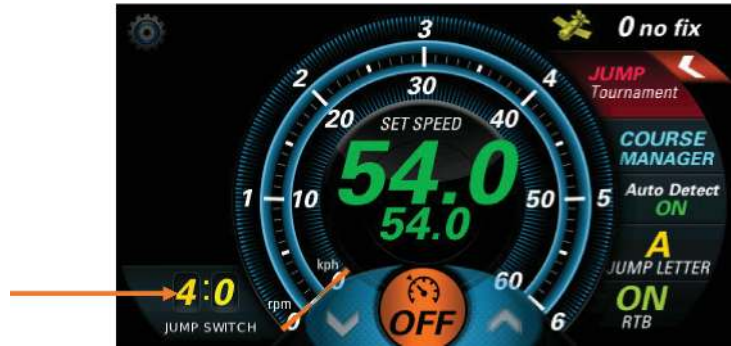 0 no fix
JUMP
Tournament
COURSE
MANAGER
Auto Detect
ON
A
JUMP LETTER
ON
RTB
SET SPEED
54.0
54.0
0
1
2
3
4
5
6
rpm
0
10
20
30
40
50
60
kph
4:0
JUMP SWITCH
OFF